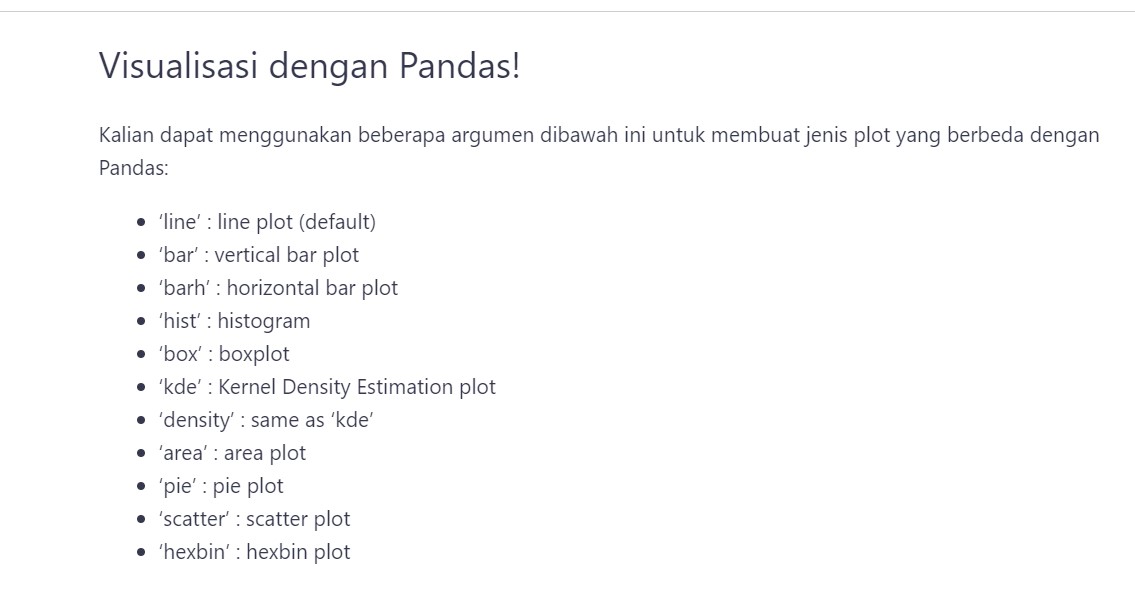 Visualisasi dengan Pandas!
Kalian dapat menggunakan beberapa argumen dibawah ini untuk membuat jenis plot yang berbeda dengan
Pandas:
• ‘line’ : line plot (default)
• ‘bar’ : vertical bar plot
• ‘barh’ : horizontal bar plot
• ‘hist’ : histogram
• ‘box’ : boxplot
• ‘kde’ : Kernel Density Estimation plot
• ‘density’ : same as ‘kde’
• ‘area’ : area plot
• ‘pie’ : pie plot
• ‘scatter’ : scatter plot
• ‘hexbin’ : hexbin plot